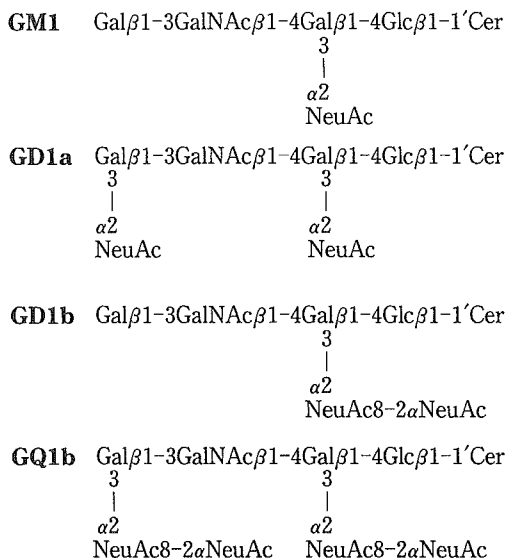 GM1 Galβ1-3GalNAcβ1-4Galβ1-4Glcβ1-1′Cer
3
|
α2
NeuAc
GD1a Galβ1-3GalNAcβ1-4Galβ1-4Glcβ1-1′Cer
3 3
| |
α2 α2
NeuAc NeuAc
GD1b Galβ1-3GalNAcβ1-4Galβ1-4Glcβ1-1′Cer
3
|
α2
NeuAc8-2αNeuAc
GQ1b Galβ1-3GalNAcβ1-4Galβ1-4Glcβ1-1′Cer
3 3
| |
α2 α2
NeuAc8-2αNeuAc NeuAc8-2αNeuAc